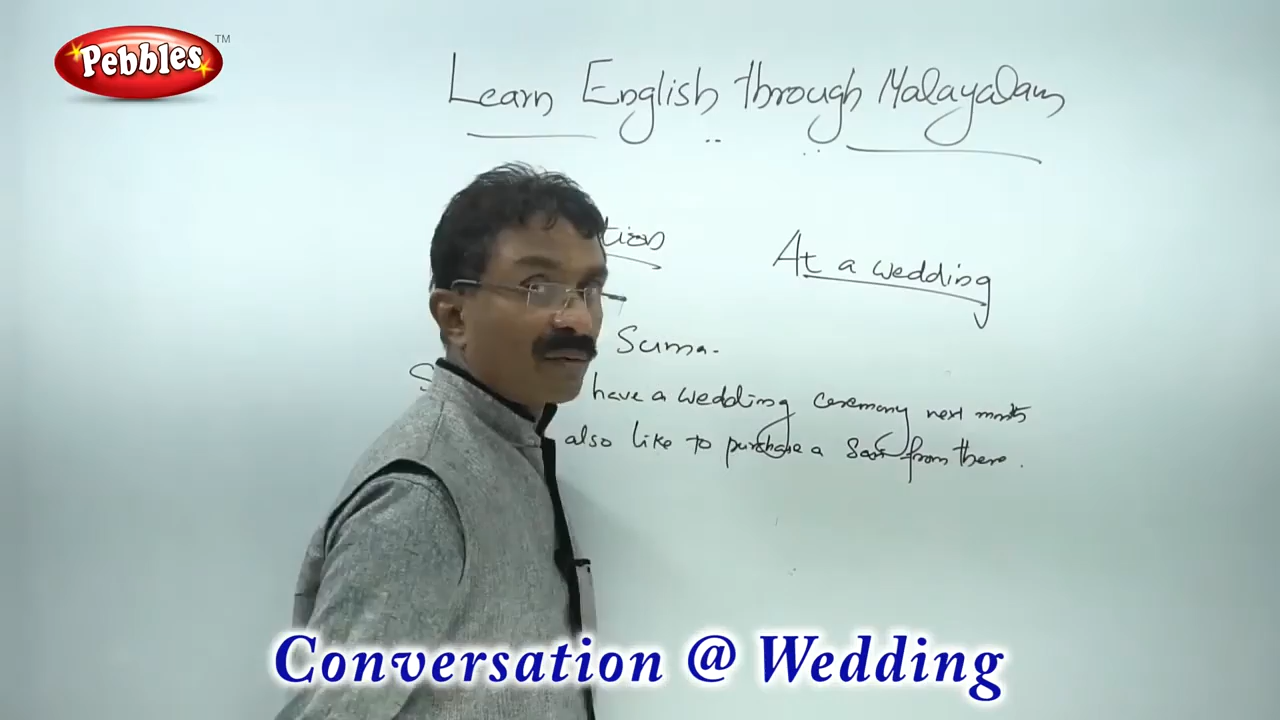 Pebbles TM
Learn English through Malayalam
tion
At a wedding
Suma.
S
have a wedding ceremony next month
also like to purchase a from there.
Conversation @ Wedding